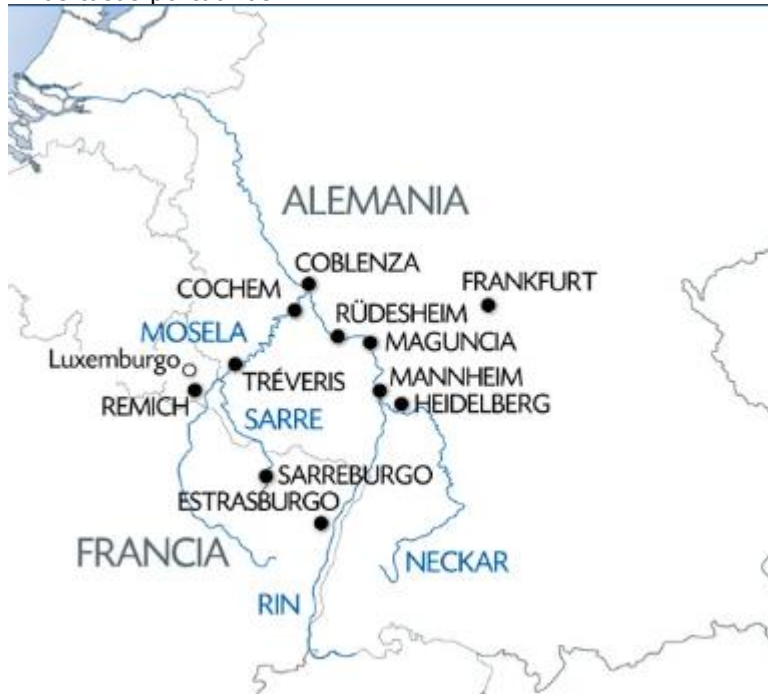 ALEMANIA
COBLENZA
COCHEM
FRANKFURT
RÜDESHEIM
MOSELA
MAGUNCIA
Luxemburgo
TRÉVERIS
MANNHEIM
REMICH
HEIDELBERG
SARRE
SARREBURGO
ESTRASBURGO
FRANCIA
NECKAR
RIN